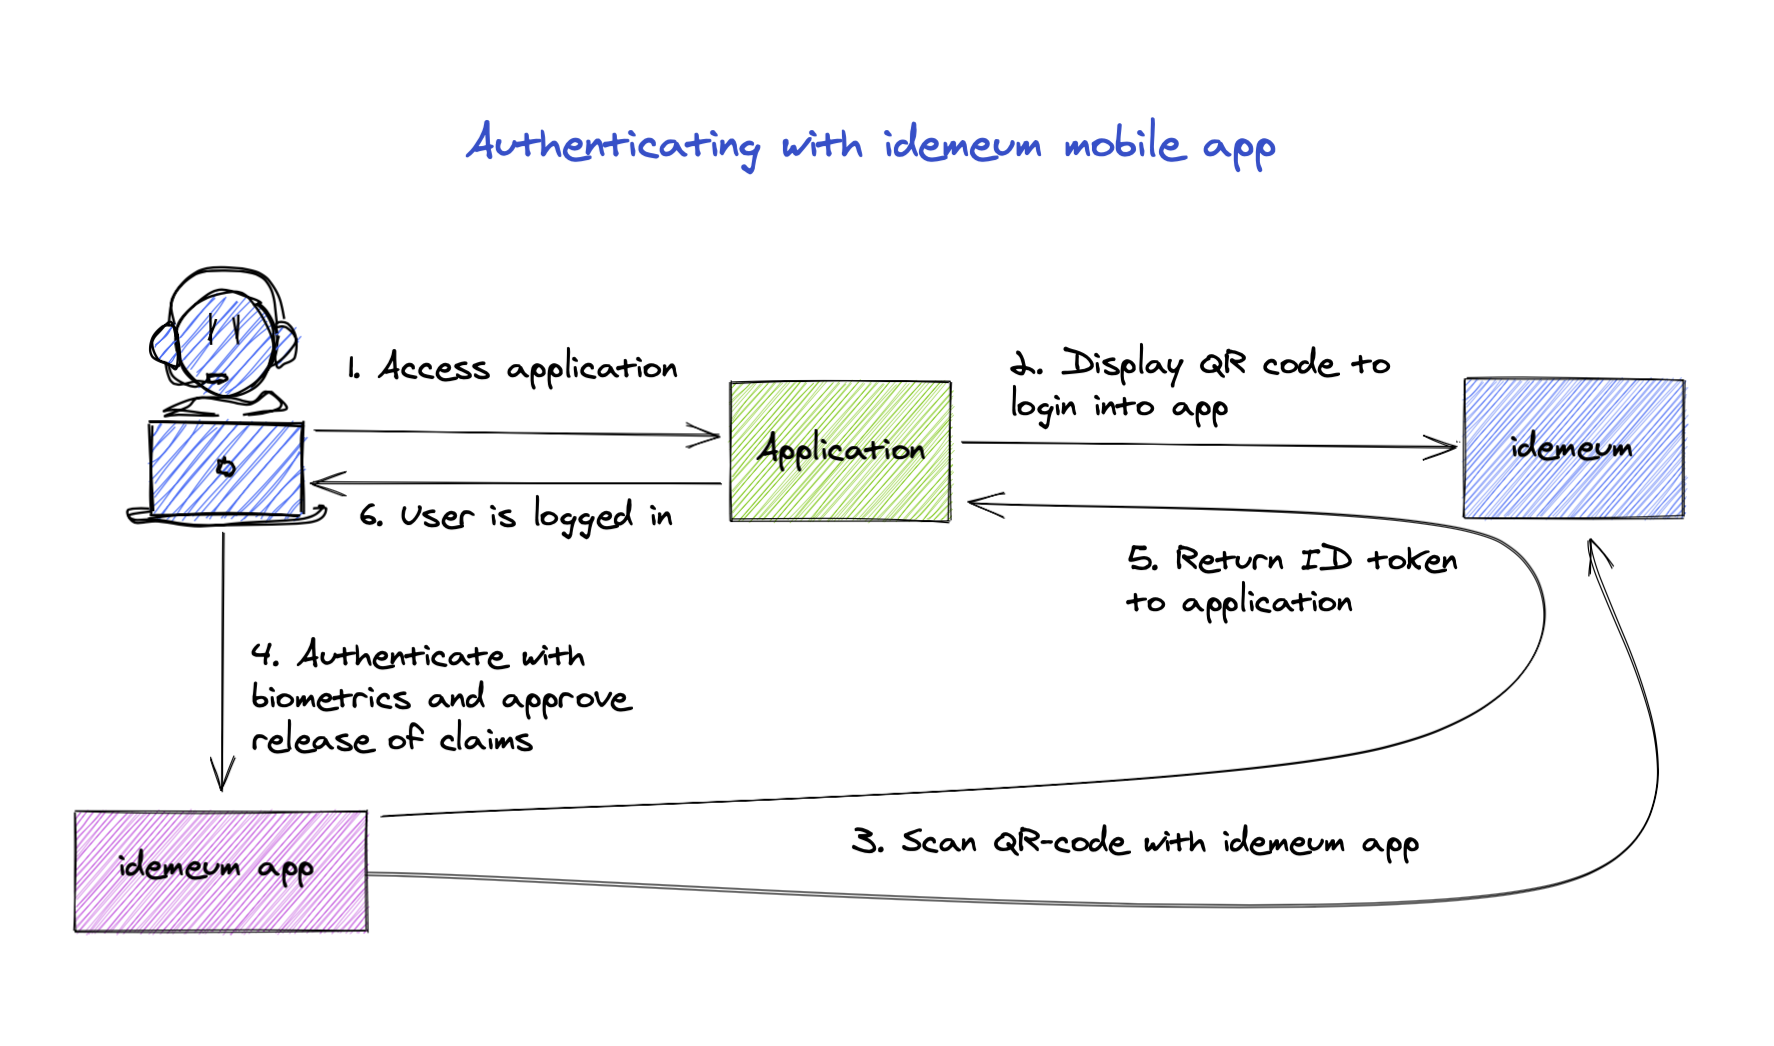 Authenticating with idemeum mobile app
1. Access application
2. Display QR code to
login into app
Application
idemeum
6. User is logged in
5. Return ID token
to application
4. Authenticate with
biometrics and approve
release of claims
3. Scan QR-code with idemeum app
idemeum app